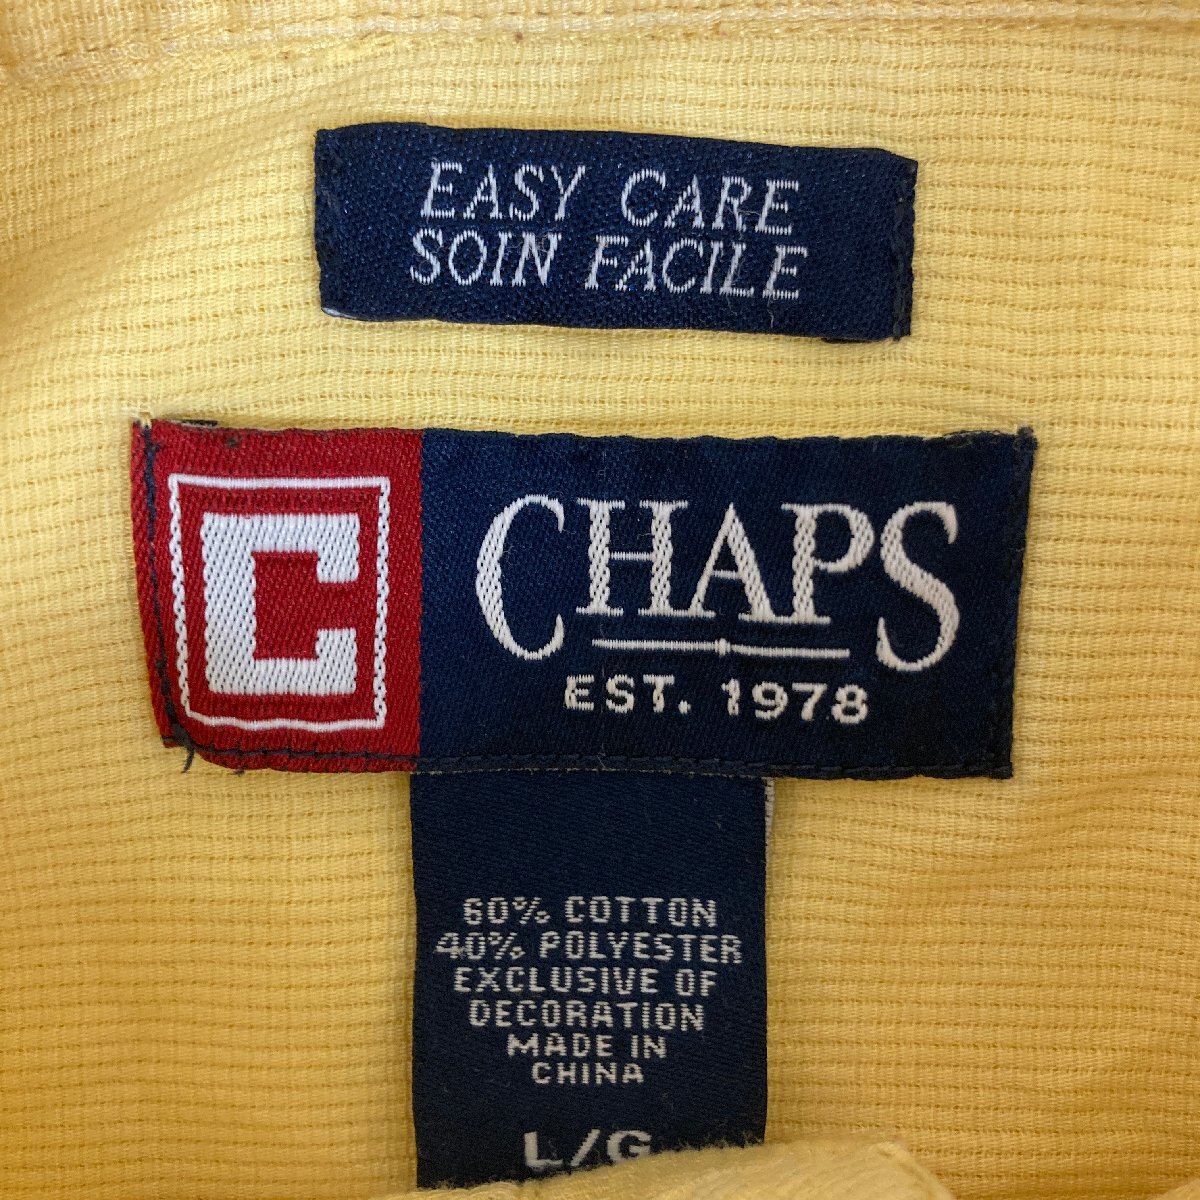 EASY CARE
SOIN FACILE
C
CHAPS
EST. 1978
60% COTTON
40% POLYESTER
EXCLUSIVE OF
DECORATION
MADE IN
CHINA
L/G